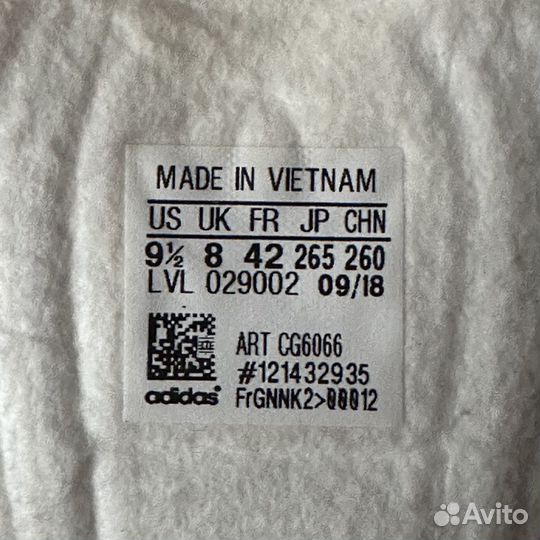 MADE IN VIETNAM
US UK FR JP CHN
9½ 8 42 265 260
LVL 029002 09/18
ART CG6066
#121432935
adidas FrGNNK2>00012
Avito